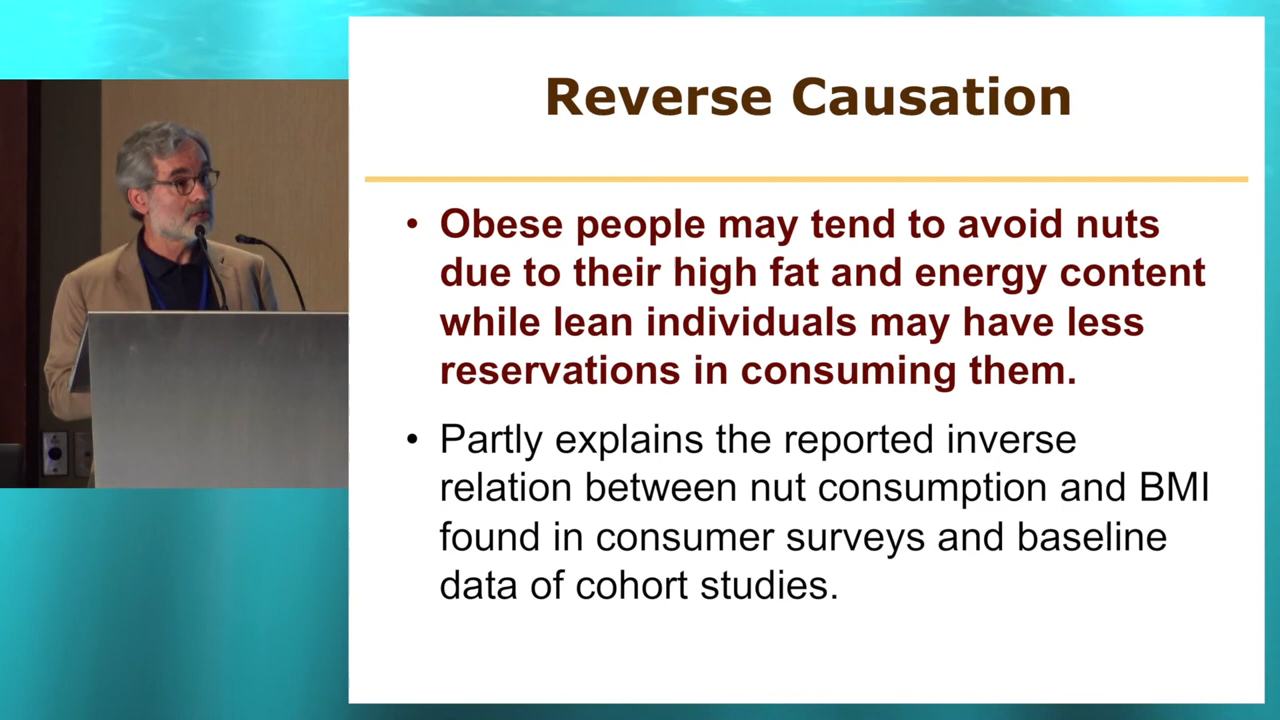 Reverse Causation
• Obese people may tend to avoid nuts
due to their high fat and energy content
while lean individuals may have less
reservations in consuming them.
• Partly explains the reported inverse
relation between nut consumption and BMI
found in consumer surveys and baseline
data of cohort studies.